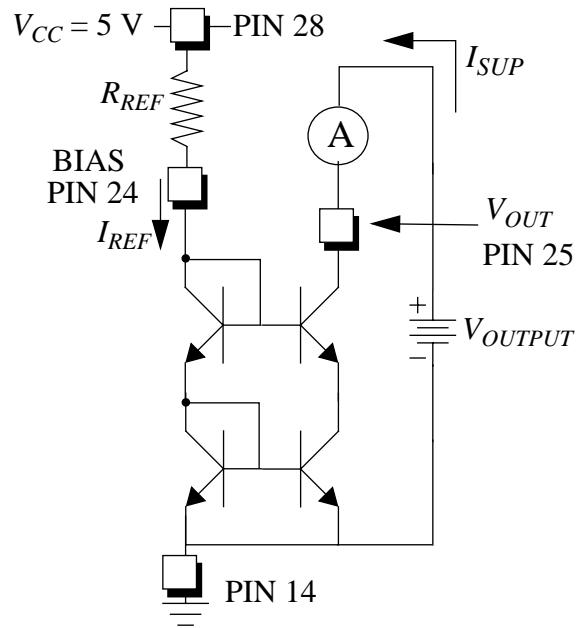 V_CC = 5 V
PIN 28
I_SUP
R_REF
A
BIAS
PIN 24
V_OUT
I_REF
PIN 25
+
V_OUTPUT
−
PIN 14